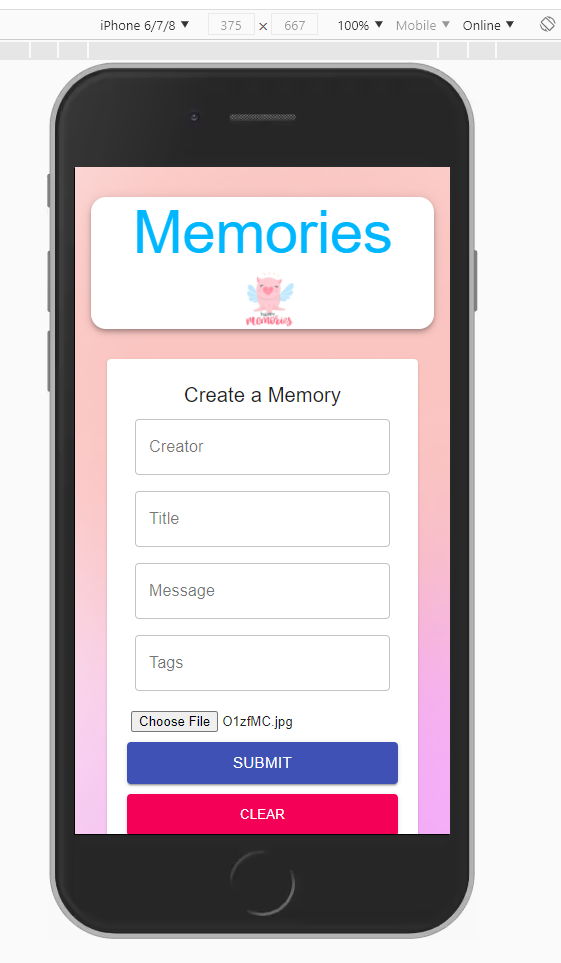 iPhone 6/7/8 ▼ 375 × 667 100% ▼ Mobile ▼ Online ▼
Memories
happy
memories
Create a Memory
Creator
Title
Message
Tags
Choose File O1zfMC.jpg
SUBMIT
CLEAR